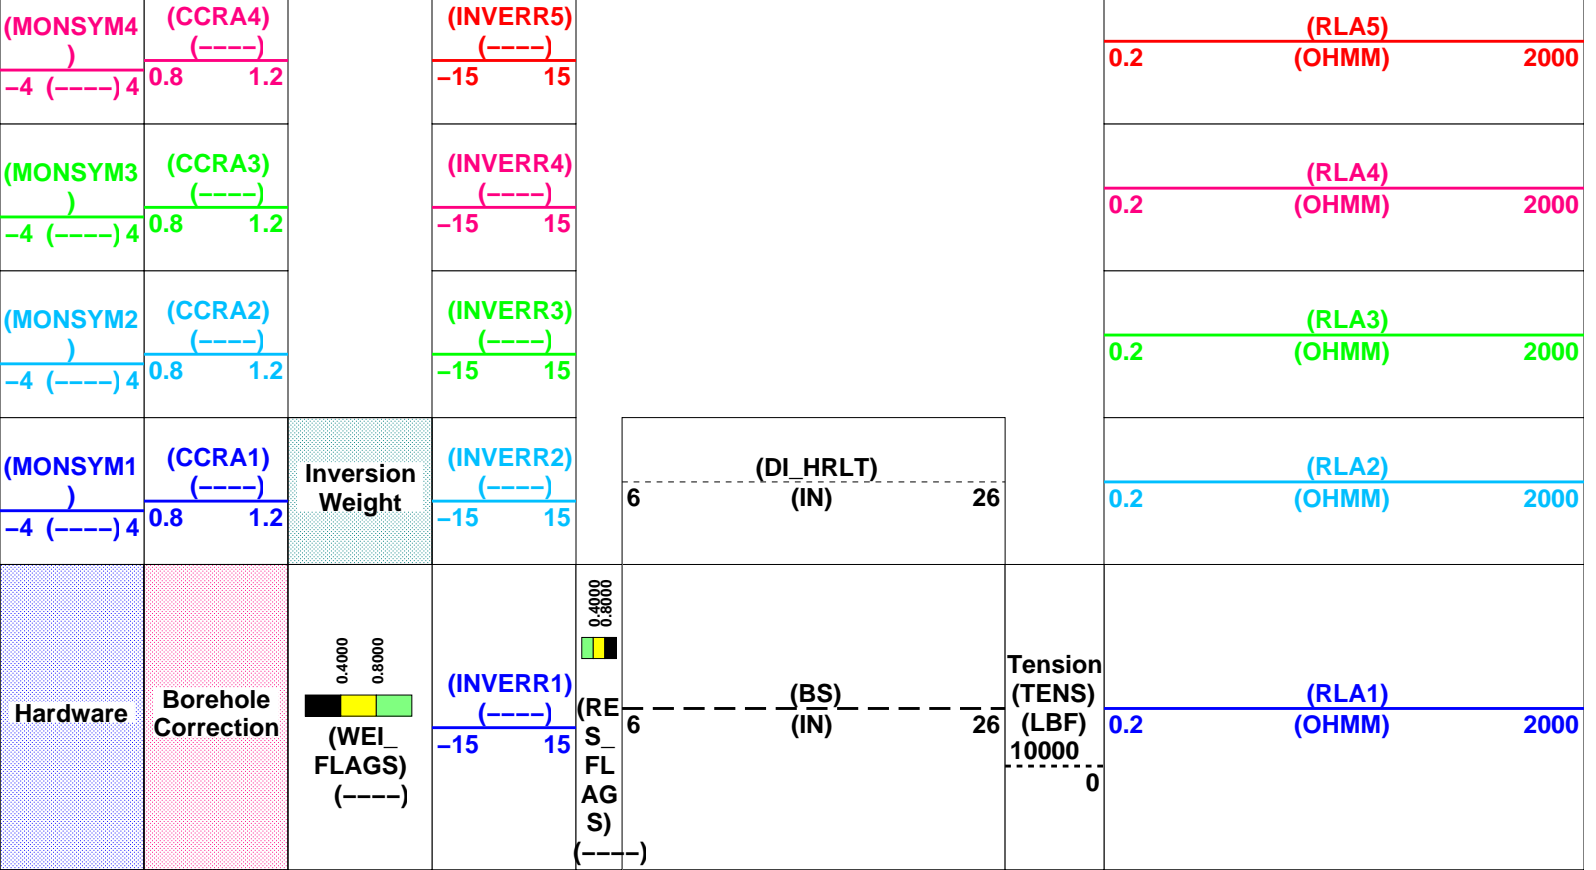 (MONSYM4
)
−4 (−−−−) 4
(CCRA4)
(−−−−)
0.8 1.2
(INVERR5)
(−−−−)
−15 15
(RLA5)
0.2 (OHMM) 2000
(MONSYM3
)
−4 (−−−−) 4
(CCRA3)
(−−−−)
0.8 1.2
(INVERR4)
(−−−−)
−15 15
(RLA4)
0.2 (OHMM) 2000
(MONSYM2
)
−4 (−−−−) 4
(CCRA2)
(−−−−)
0.8 1.2
(INVERR3)
(−−−−)
−15 15
(RLA3)
0.2 (OHMM) 2000
(MONSYM1
)
−4 (−−−−) 4
(CCRA1)
(−−−−)
0.8 1.2
Inversion
Weight
(INVERR2)
(−−−−)
−15 15
(DI_HRLT)
6 (IN) 26
(RLA2)
0.2 (OHMM) 2000
Hardware
Borehole
Correction
0.4000
0.8000
(WEI_
FLAGS)
(−−−−)
(INVERR1)
(−−−−)
−15 15
0.4000
0.8000
(RE
S_
FL
AG
S)
(−−−−)
(BS)
6 (IN) 26
Tension
(TENS)
(LBF)
10000
0
(RLA1)
0.2 (OHMM) 2000